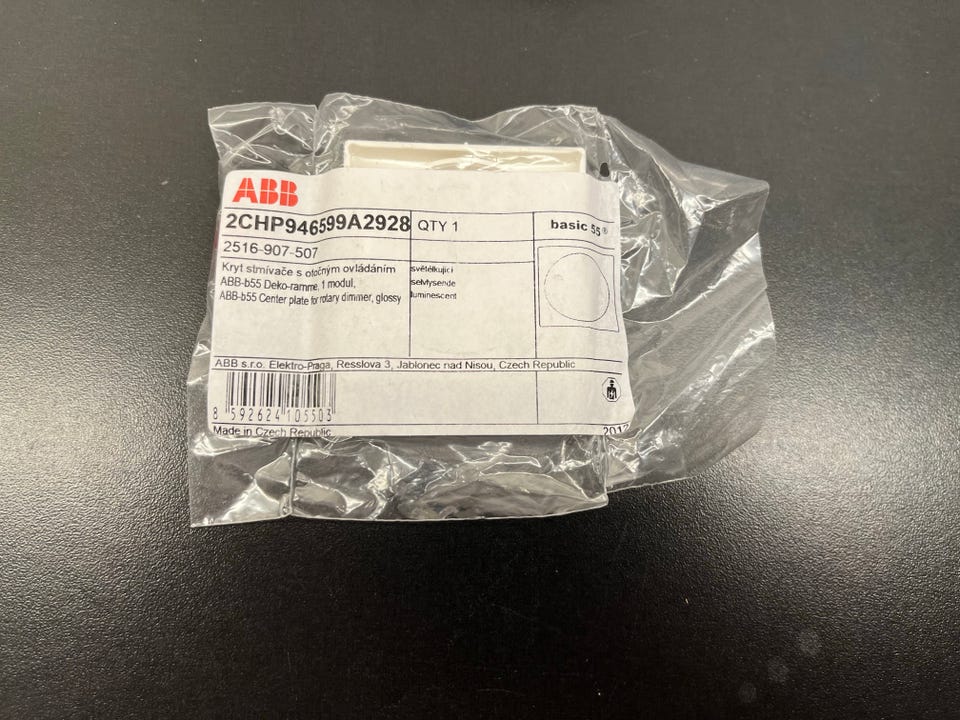 ABB
2CHP946599A2928 QTY 1 basic 55®
2516-907-507
Kryt stmívače s otočným ovládáním
ABB-b55 Deko-ramme, 1 modul,
ABB-b55 Center plate for rotary dimmer, glossy
světélkující
selvlysende
luminescent
ABB s.r.o. Elektro-Praga, Resslova 3, Jablonec nad Nisou, Czech Republic
8 592624 105503
Made in Czech Republic